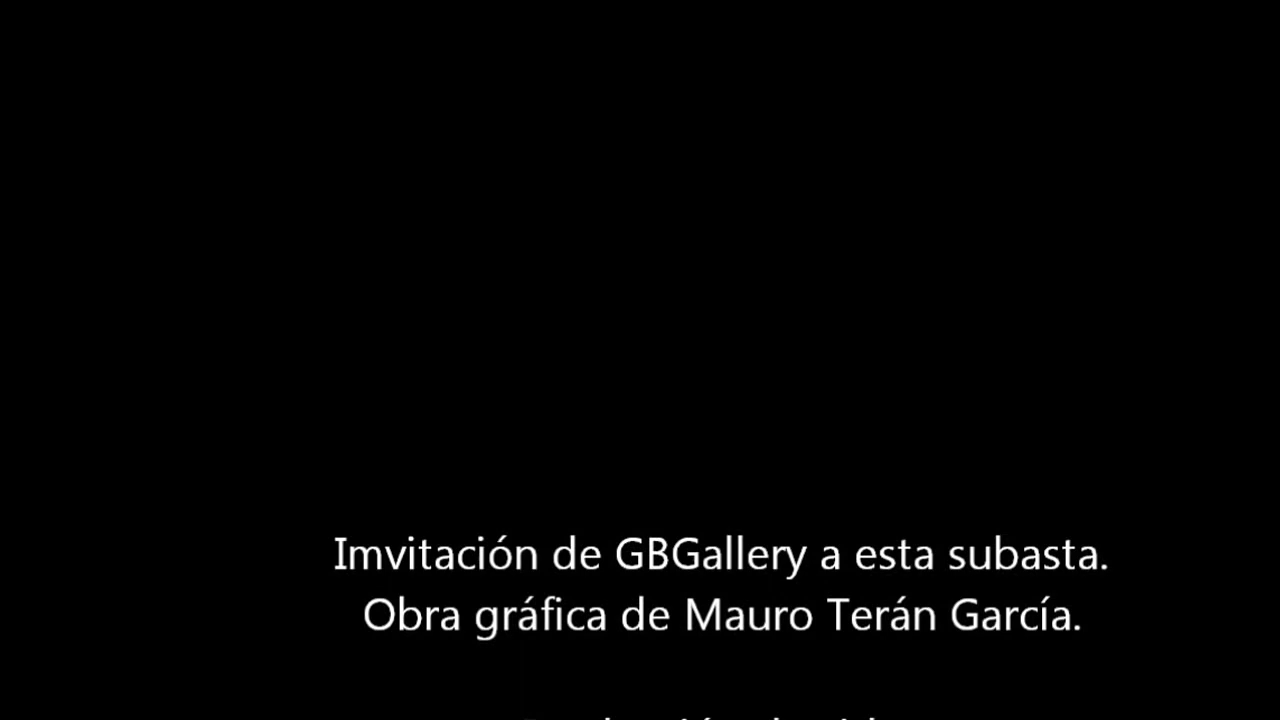 Imvitación de GBGallery a esta subasta.
Obra gráfica de Mauro Terán García.